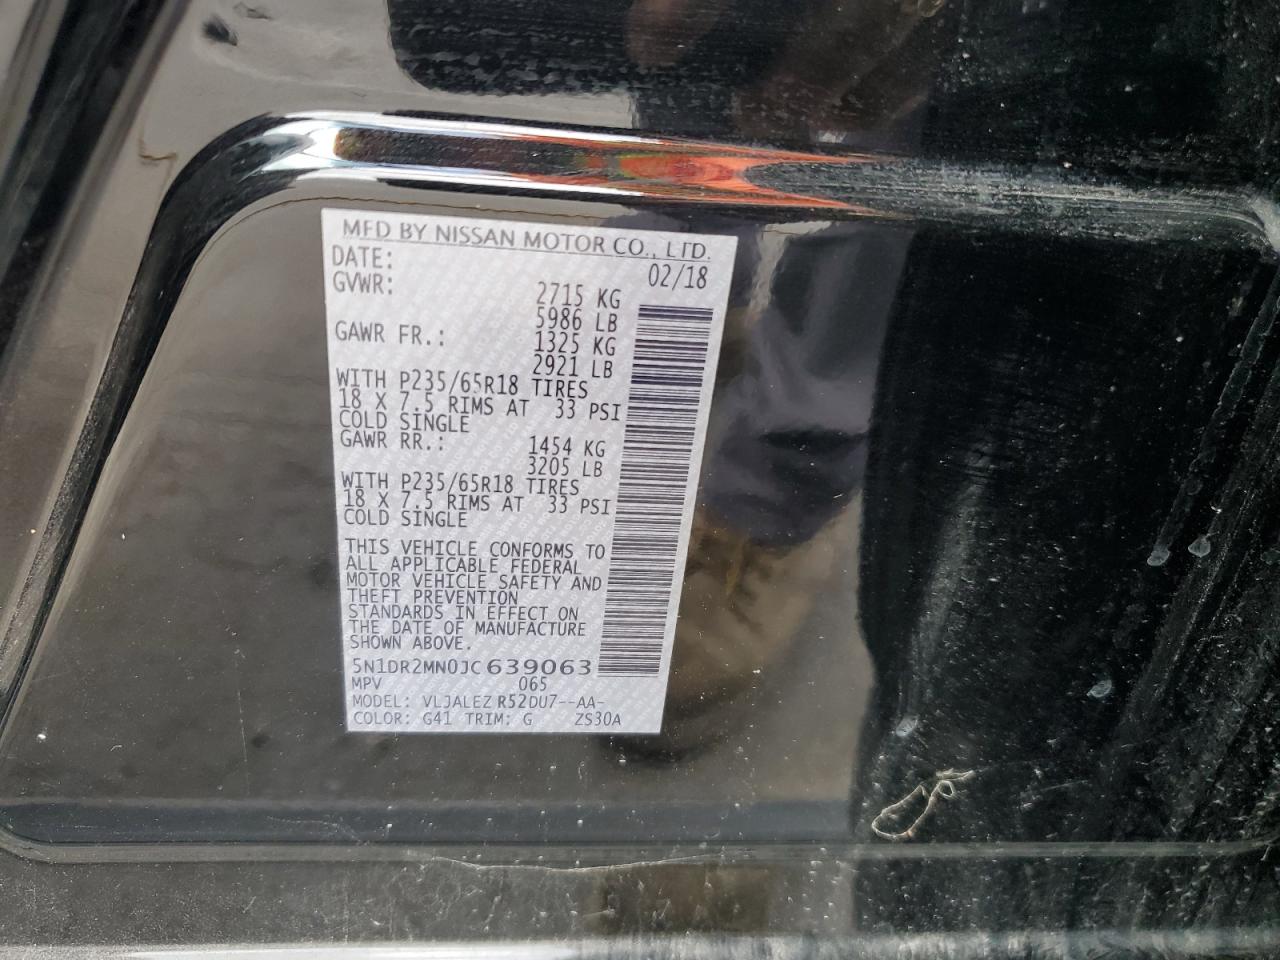 MFD BY NISSAN MOTOR CO., LTD.
DATE: 02/18
GVWR: 2715 KG
5986 LB
GAWR FR.: 1325 KG
2921 LB
WITH P235/65R18 TIRES
18 X 7.5 RIMS AT 33 PSI
COLD SINGLE
GAWR RR.: 1454 KG
3205 LB
WITH P235/65R18 TIRES
18 X 7.5 RIMS AT 33 PSI
COLD SINGLE
THIS VEHICLE CONFORMS TO
ALL APPLICABLE FEDERAL
MOTOR VEHICLE SAFETY AND
THEFT PREVENTION
STANDARDS IN EFFECT ON
THE DATE OF MANUFACTURE
SHOWN ABOVE.
5N1DR2MN0JC639063
MPV 065
MODEL: VLJALEZ R52DU7--AA-
COLOR: G41 TRIM: G ZS30A